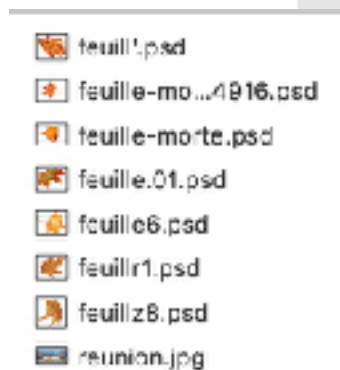 feuill'.psd
feuille-mo...4916.psd
feuille-morte.psd
feuille.01.psd
feuille6.psd
feuillr1.psd
feuillz8.psd
reunion.jpg